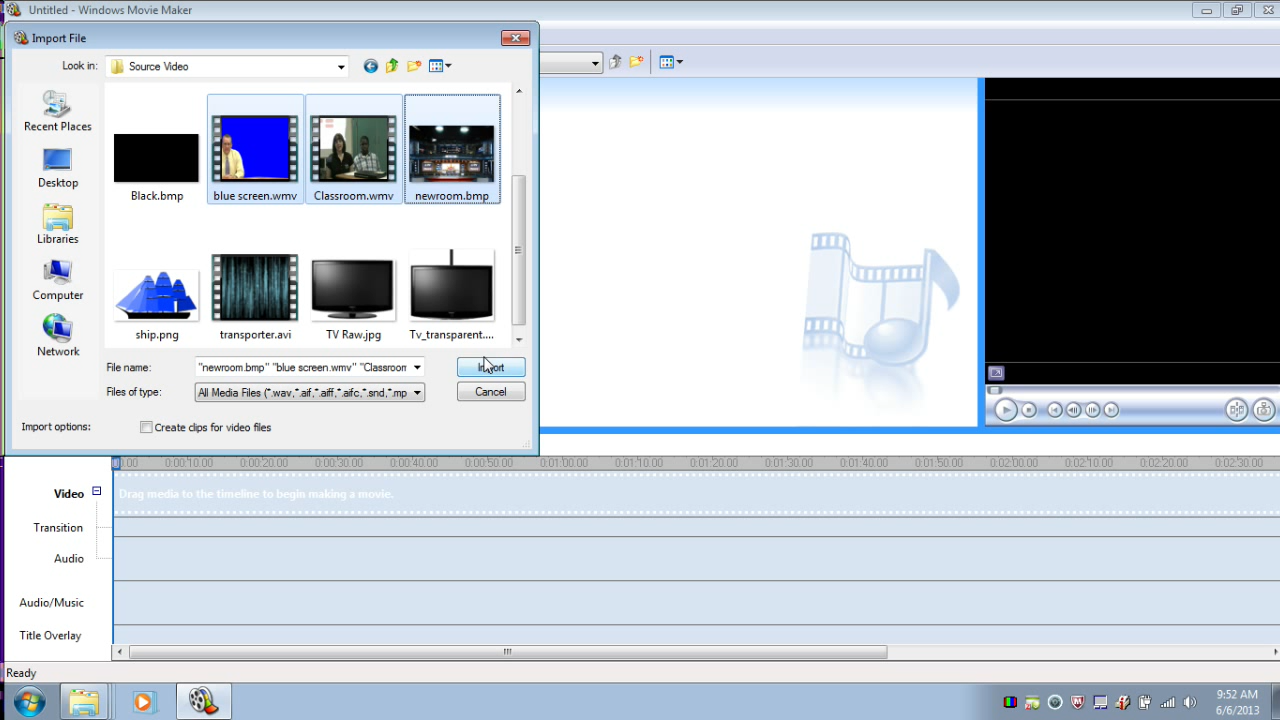 Untitled - Windows Movie Maker
Import File
Look in:
Source Video
Recent Places
Desktop
Libraries
Computer
Network
Black.bmp
blue screen.wmv
Classroom.wmv
newroom.bmp
ship.png
transporter.avi
TV Raw.jpg
Tv_transparent....
File name:
"newroom.bmp" "blue screen.wmv" "Classroom
Import
Files of type:
All Media Files (*.wav,*.aif,*.aiff,*.aifc,*.snd,*.mp
Cancel
Import options:
Create clips for video files
0:00 0:00:10.00 0:00:20.00 0:00:30.00 0:00:40.00 0:00:50.00 0:01:00.00 0:01:10.00 0:01:20.00 0:01:30.00 0:01:40.00 0:01:50.00 0:02:00.00 0:02:10.00 0:02:20.00 0:02:30.00
Video
Drag media to the timeline to begin making a movie.
Transition
Audio
Audio/Music
Title Overlay
Ready
9:52 AM
6/6/2013